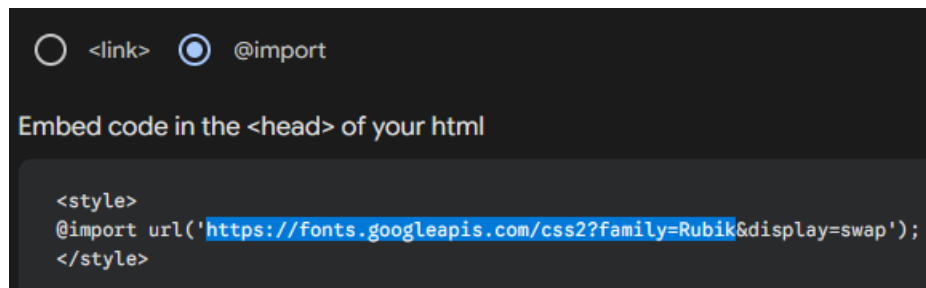 <link> @import
Embed code in the <head> of your html
<style>
@import url('https://fonts.googleapis.com/css2?family=Rubik&display=swap');
</style>